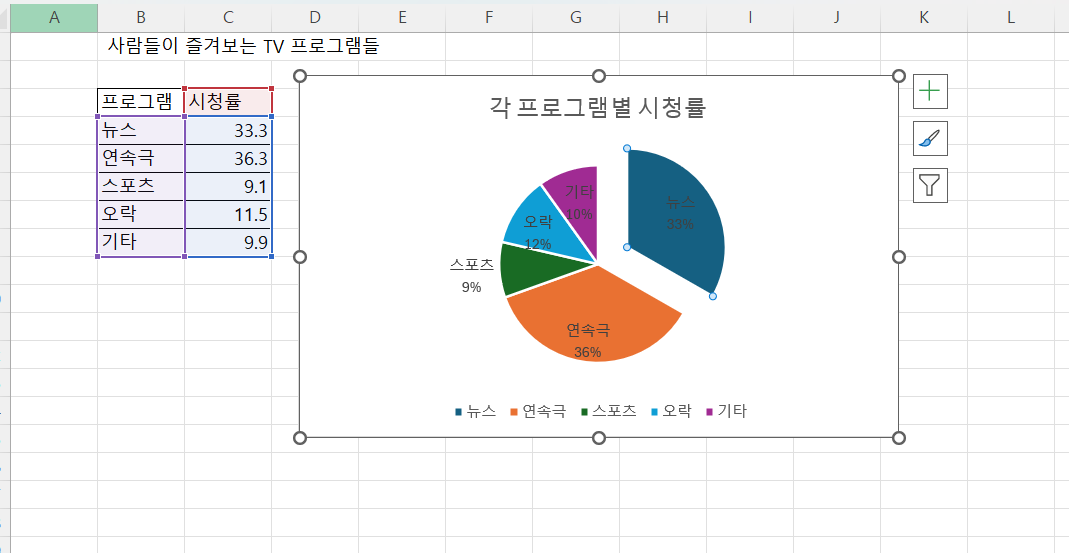 A B C D E F G H I J K L
사람들이 즐겨보는 TV 프로그램들
프로그램 시청률
뉴스 33.3
연속극 36.3
스포츠 9.1
오락 11.5
기타 9.9
각 프로그램별 시청률
기타
10%
뉴스
33%
오락
12%
스포츠
9%
연속극
36%
뉴스 연속극 스포츠 오락 기타